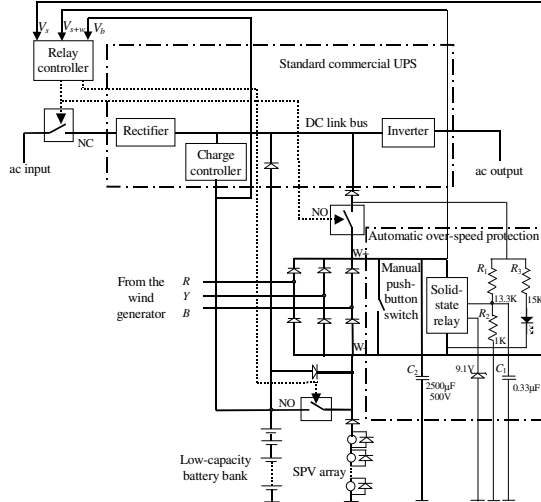 Vs
Vs+w
Vb
Relay
controller
Standard commercial UPS
DC link bus
Rectifier
Inverter
NC
ac input
Charge
controller
ac output
NO
Automatic over-speed protection
W+
From the
wind
generator
R
Y
B
Manual
push-
button
switch
Solid-
state
relay
R1
R3
13.3K
15K
R2
1K
W-
C2
2500µF
500V
9.1V
C1
0.33µF
NO
Low-capacity
battery bank
SPV array